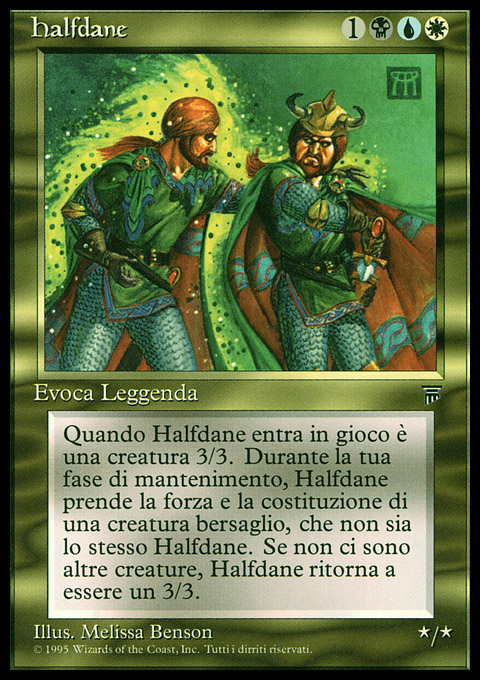 Halfdane
1
Evoca Leggenda
Quando Halfdane entra in gioco è
una creatura 3/3. Durante la tua
fase di mantenimento, Halfdane
prende la forza e la costituzione di
una creatura bersaglio, che non sia
lo stesso Halfdane. Se non ci sono
altre creature, Halfdane ritorna a
essere un 3/3.
Illus. Melissa Benson
*/*
© 1995 Wizards of the Coast, Inc. Tutti i dirriti riservati.